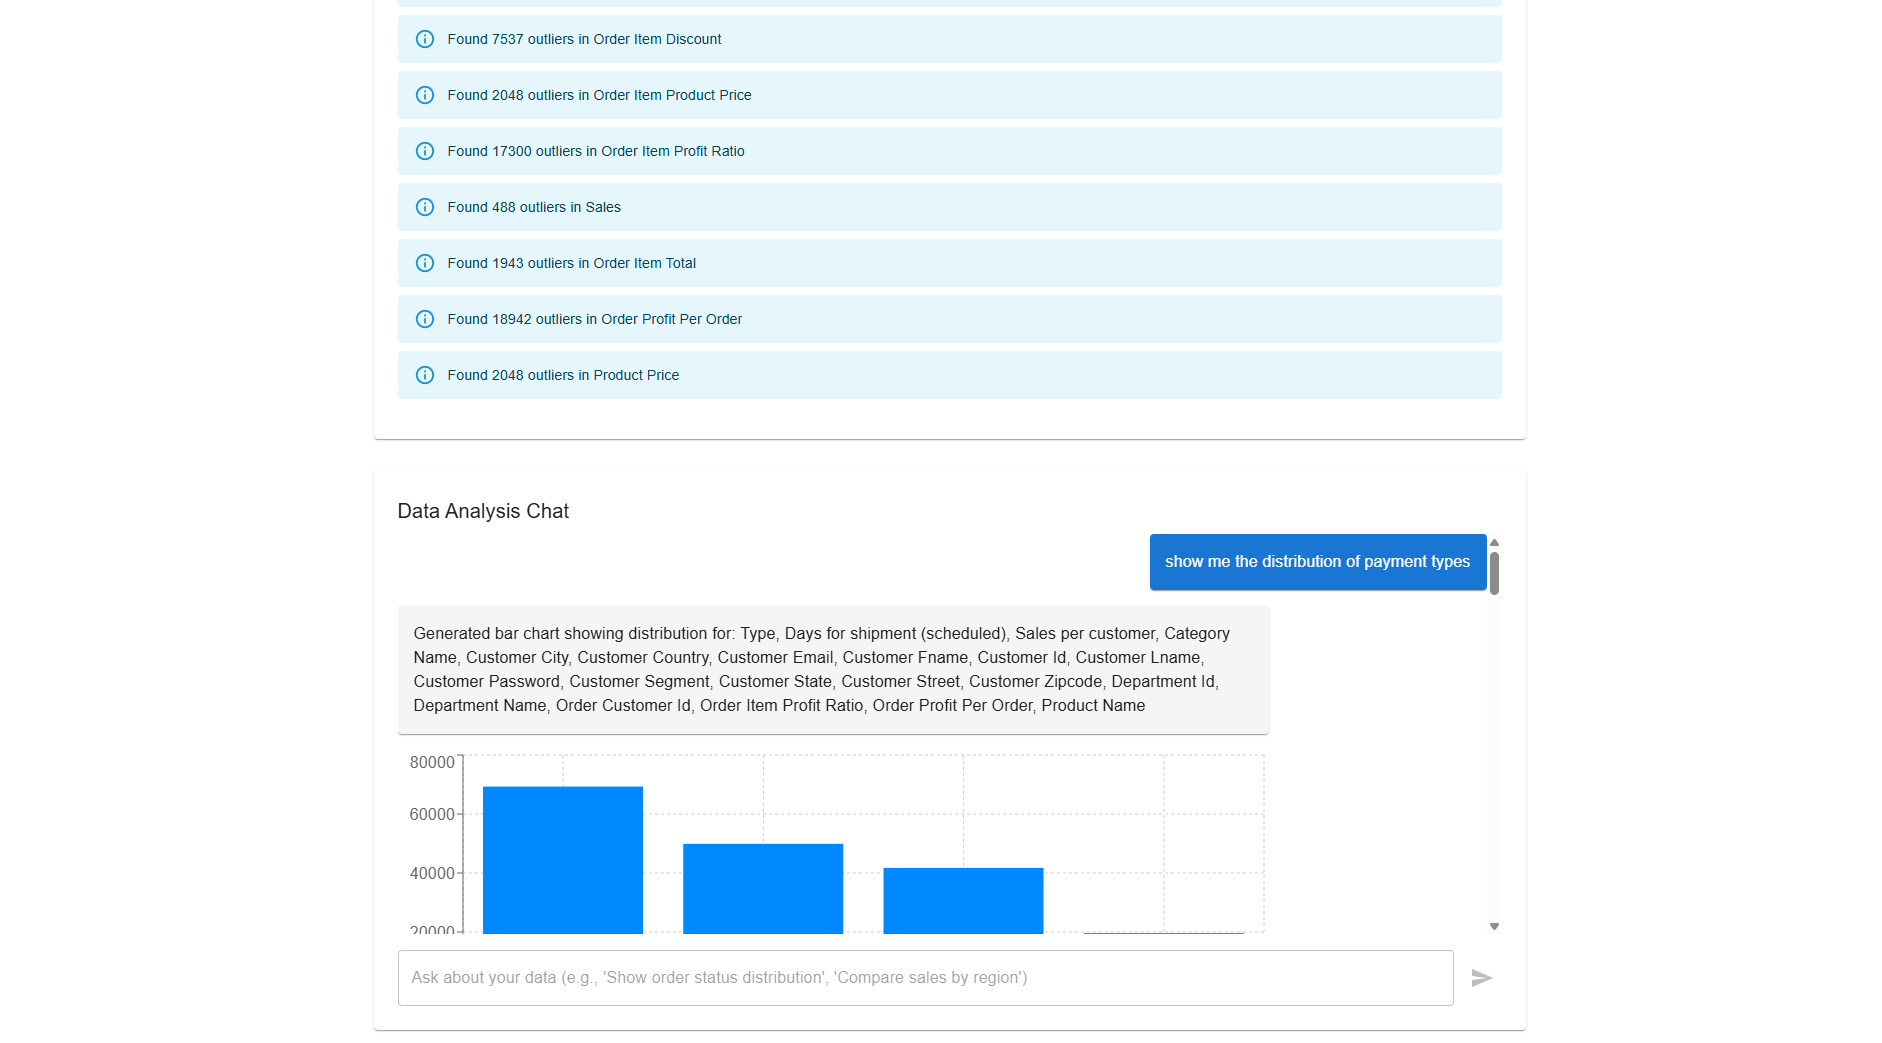 Found 7537 outliers in Order Item Discount
Found 2048 outliers in Order Item Product Price
Found 17300 outliers in Order Item Profit Ratio
Found 488 outliers in Sales
Found 1943 outliers in Order Item Total
Found 18942 outliers in Order Profit Per Order
Found 2048 outliers in Product Price
Data Analysis Chat
show me the distribution of payment types
Generated bar chart showing distribution for: Type, Days for shipment (scheduled), Sales per customer, Category
Name, Customer City, Customer Country, Customer Email, Customer Fname, Customer Id, Customer Lname,
Customer Password, Customer Segment, Customer State, Customer Street, Customer Zipcode, Department Id,
Department Name, Order Customer Id, Order Item Profit Ratio, Order Profit Per Order, Product Name
80000
60000
40000
20000
Ask about your data (e.g., 'Show order status distribution', 'Compare sales by region')